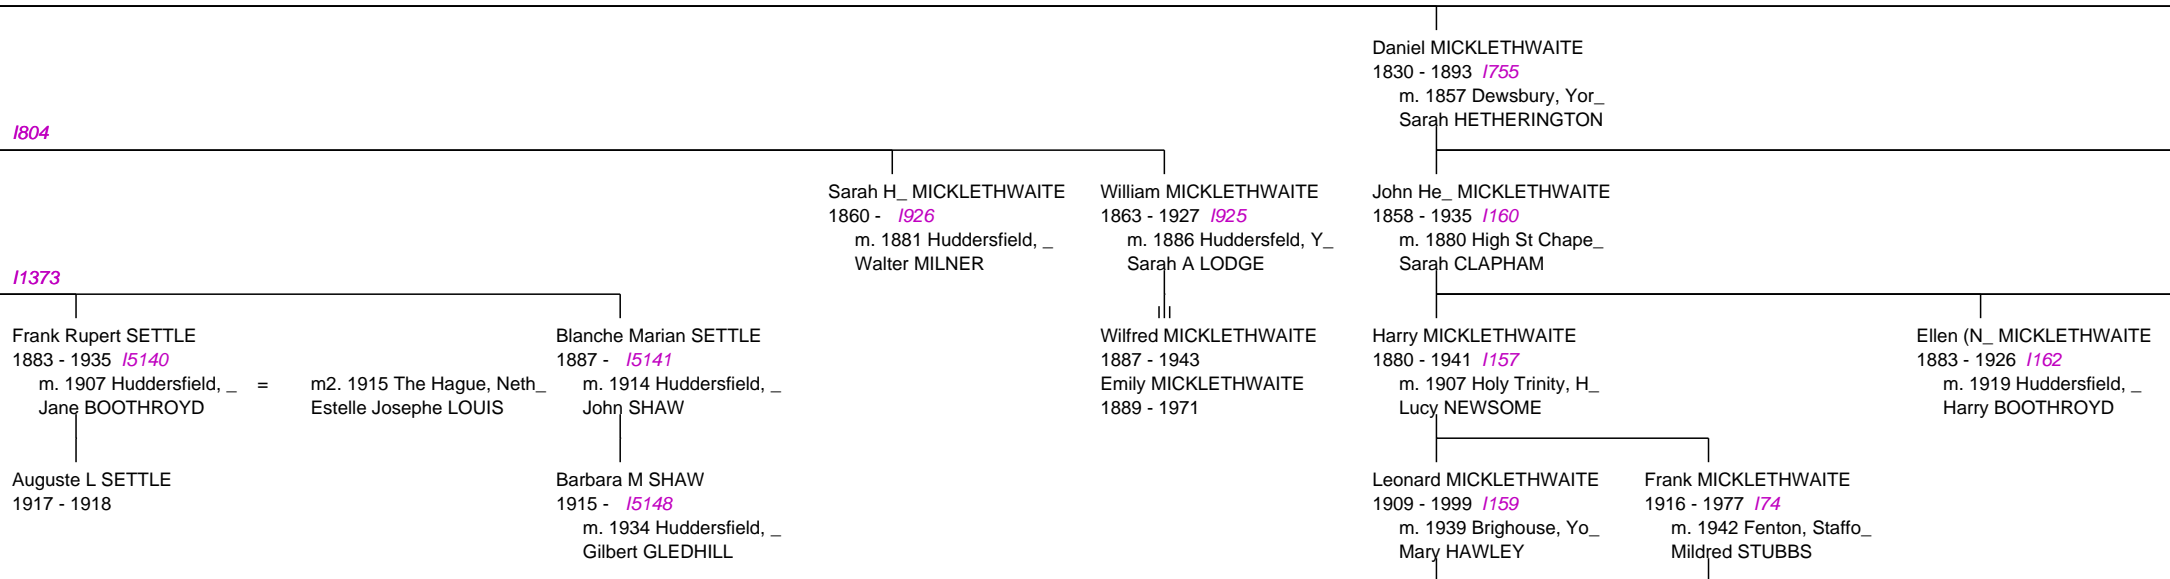 Daniel MICKLETHWAITE
1830 - 1893 I755
m. 1857 Dewsbury, Yor_
Sarah HETHERINGTON
I804
Sarah H_ MICKLETHWAITE
1860 - I926
m. 1881 Huddersfield, _
Walter MILNER
William MICKLETHWAITE
1863 - 1927 I925
m. 1886 Huddersfeld, Y_
Sarah A LODGE
John He_ MICKLETHWAITE
1858 - 1935 I160
m. 1880 High St Chape_
Sarah CLAPHAM
I1373
Frank Rupert SETTLE
1883 - 1935 I5140
m. 1907 Huddersfield, _ =
Jane BOOTHROYD
m2. 1915 The Hague, Neth_
Estelle Josephe LOUIS
Blanche Marian SETTLE
1887 - I5141
m. 1914 Huddersfield, _
John SHAW
Wilfred MICKLETHWAITE
1887 - 1943
Emily MICKLETHWAITE
1889 - 1971
Harry MICKLETHWAITE
1880 - 1941 I157
m. 1907 Holy Trinity, H_
Lucy NEWSOME
Ellen (N_ MICKLETHWAITE
1883 - 1926 I162
m. 1919 Huddersfield, _
Harry BOOTHROYD
Auguste L SETTLE
1917 - 1918
Barbara M SHAW
1915 - I5148
m. 1934 Huddersfield, _
Gilbert GLEDHILL
Leonard MICKLETHWAITE
1909 - 1999 I159
m. 1939 Brighouse, Yo_
Mary HAWLEY
Frank MICKLETHWAITE
1916 - 1977 I74
m. 1942 Fenton, Staffo_
Mildred STUBBS